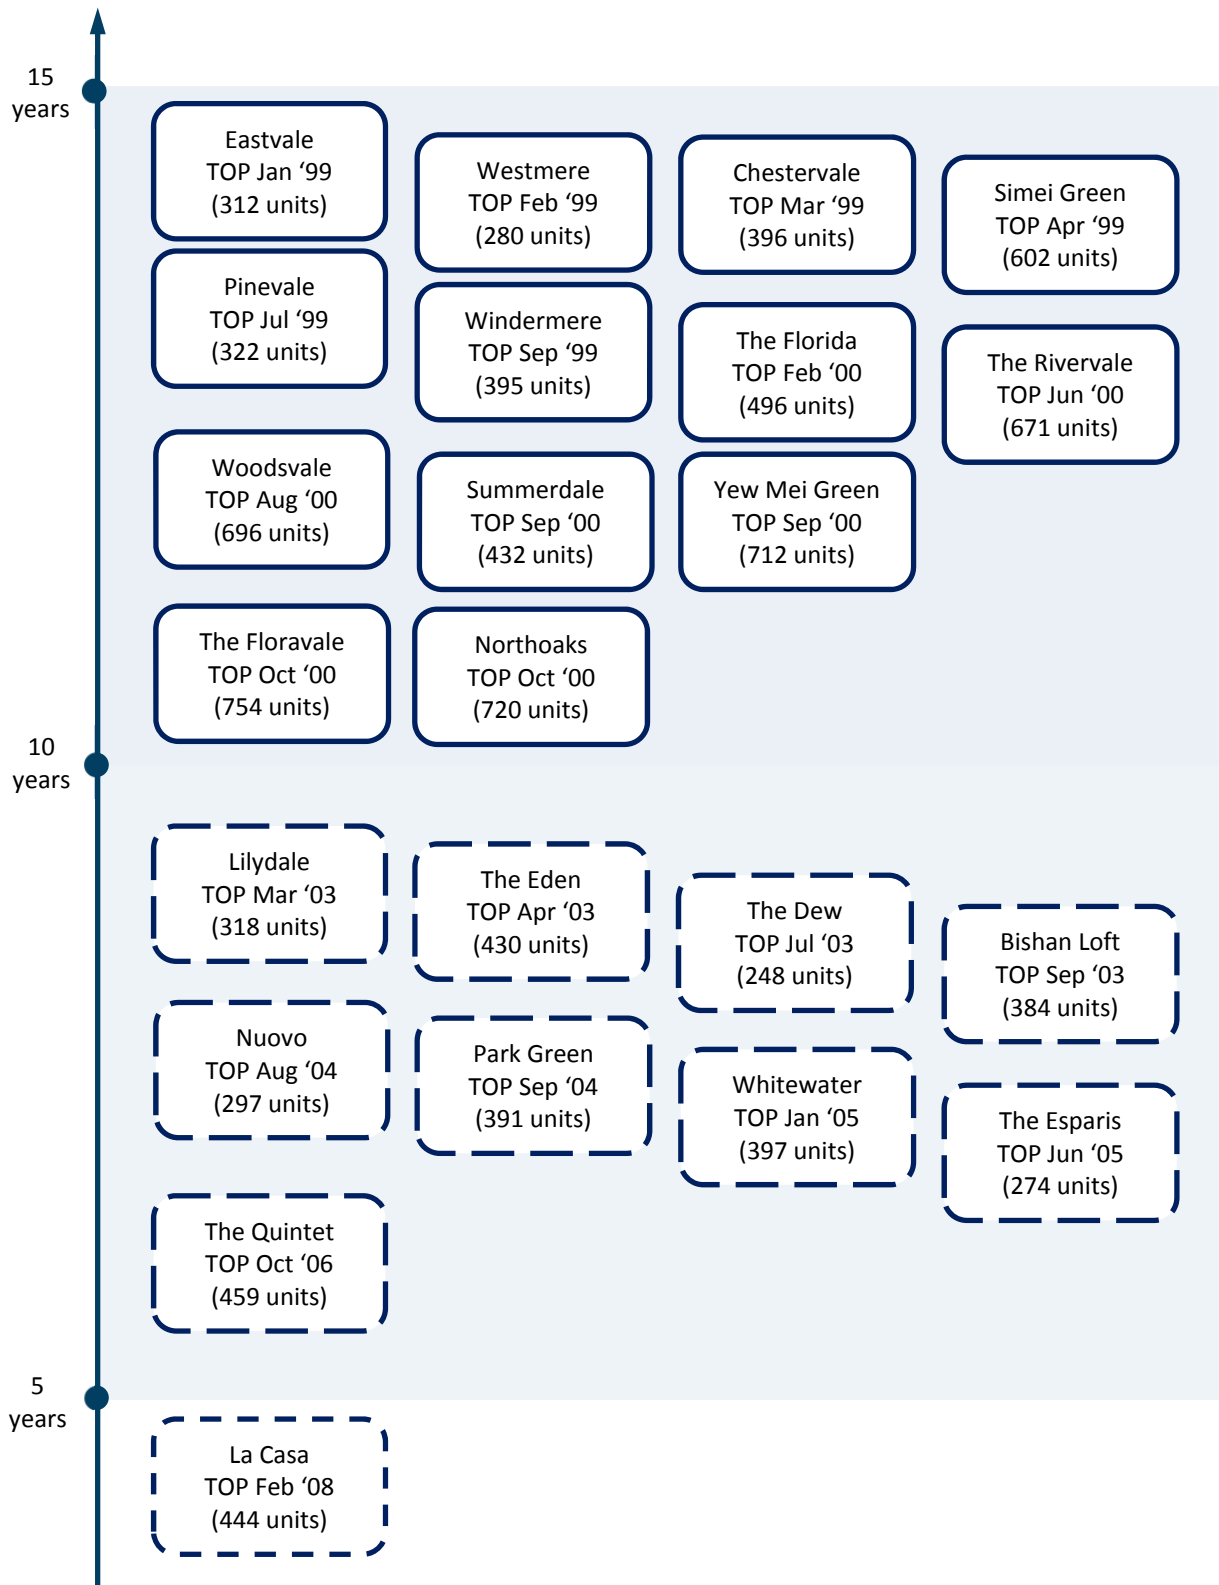 15
years
Eastvale
TOP Jan ‘99
(312 units)
Westmere
TOP Feb ‘99
(280 units)
Chestervale
TOP Mar ‘99
(396 units)
Simei Green
TOP Apr ‘99
(602 units)
Pinevale
TOP Jul ‘99
(322 units)
Windermere
TOP Sep ‘99
(395 units)
The Florida
TOP Feb ‘00
(496 units)
The Rivervale
TOP Jun ‘00
(671 units)
Woodsvale
TOP Aug ‘00
(696 units)
Summerdale
TOP Sep ‘00
(432 units)
Yew Mei Green
TOP Sep ‘00
(712 units)
The Floravale
TOP Oct ‘00
(754 units)
Northoaks
TOP Oct ‘00
(720 units)
10
years
Lilydale
TOP Mar ‘03
(318 units)
The Eden
TOP Apr ‘03
(430 units)
The Dew
TOP Jul ‘03
(248 units)
Bishan Loft
TOP Sep ‘03
(384 units)
Nuovo
TOP Aug ‘04
(297 units)
Park Green
TOP Sep ‘04
(391 units)
Whitewater
TOP Jan ‘05
(397 units)
The Esparis
TOP Jun ‘05
(274 units)
The Quintet
TOP Oct ‘06
(459 units)
5
years
La Casa
TOP Feb ‘08
(444 units)